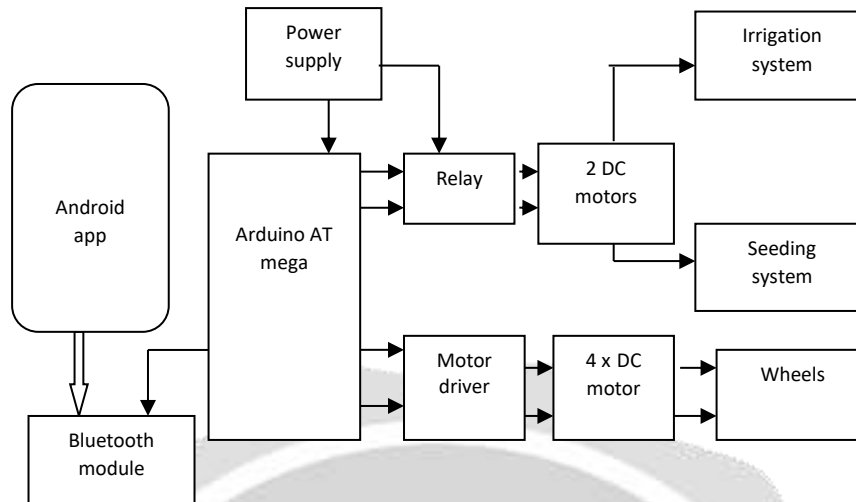 Power
supply
Irrigation
system
Android
app
Arduino AT
mega
Relay
2 DC
motors
Seeding
system
Motor
driver
4 x DC
motor
Wheels
Bluetooth
module